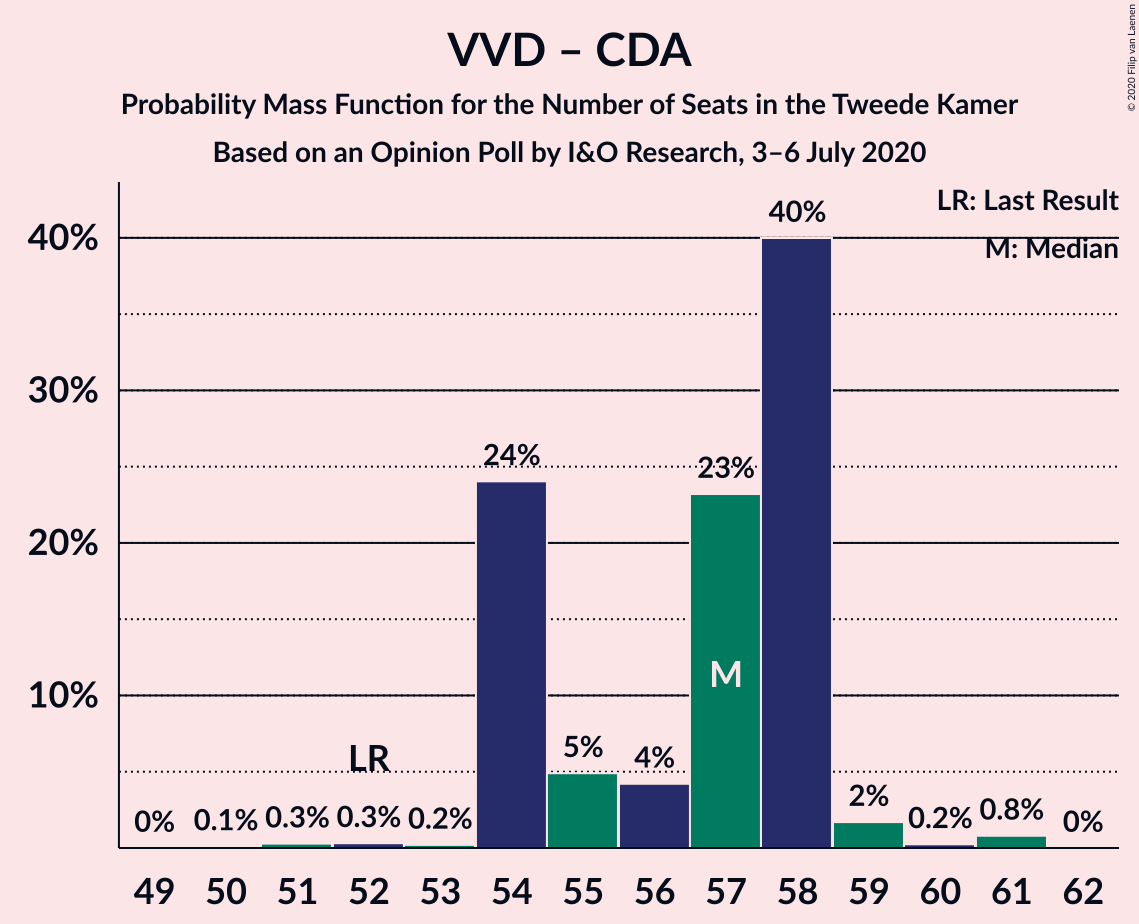 VVD – CDA
Probability Mass Function for the Number of Seats in the Tweede Kamer
Based on an Opinion Poll by I&O Research, 3–6 July 2020
© 2020 Filip van Laenen
LR: Last Result
M: Median
40%
30%
20%
10%
0%
0.1%
0.3%
0.3%
0.2%
24%
5%
4%
23%
40%
2%
0.2%
0.8%
0%
LR
M
49 50 51 52 53 54 55 56 57 58 59 60 61 62